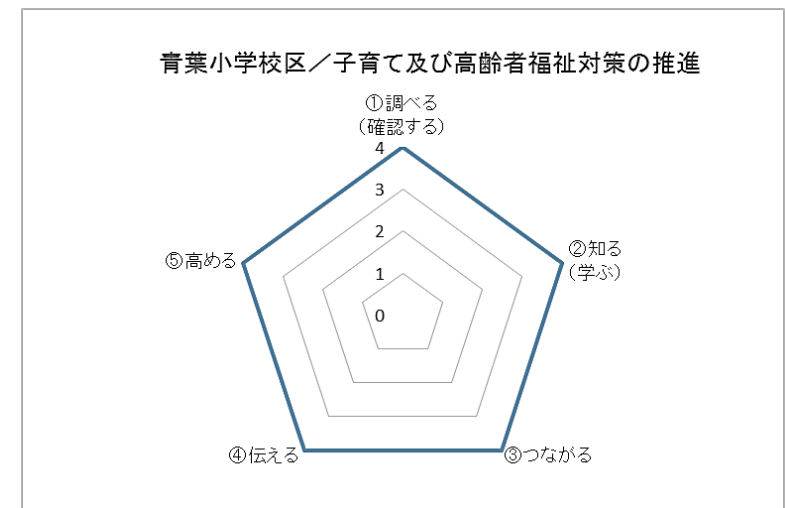 青葉小学校区／子育て及び高齢者福祉対策の推進
①調べる
(確認する)
4
3
2
1
0
②知る
(学ぶ)
⑤高める
④伝える
③つながる